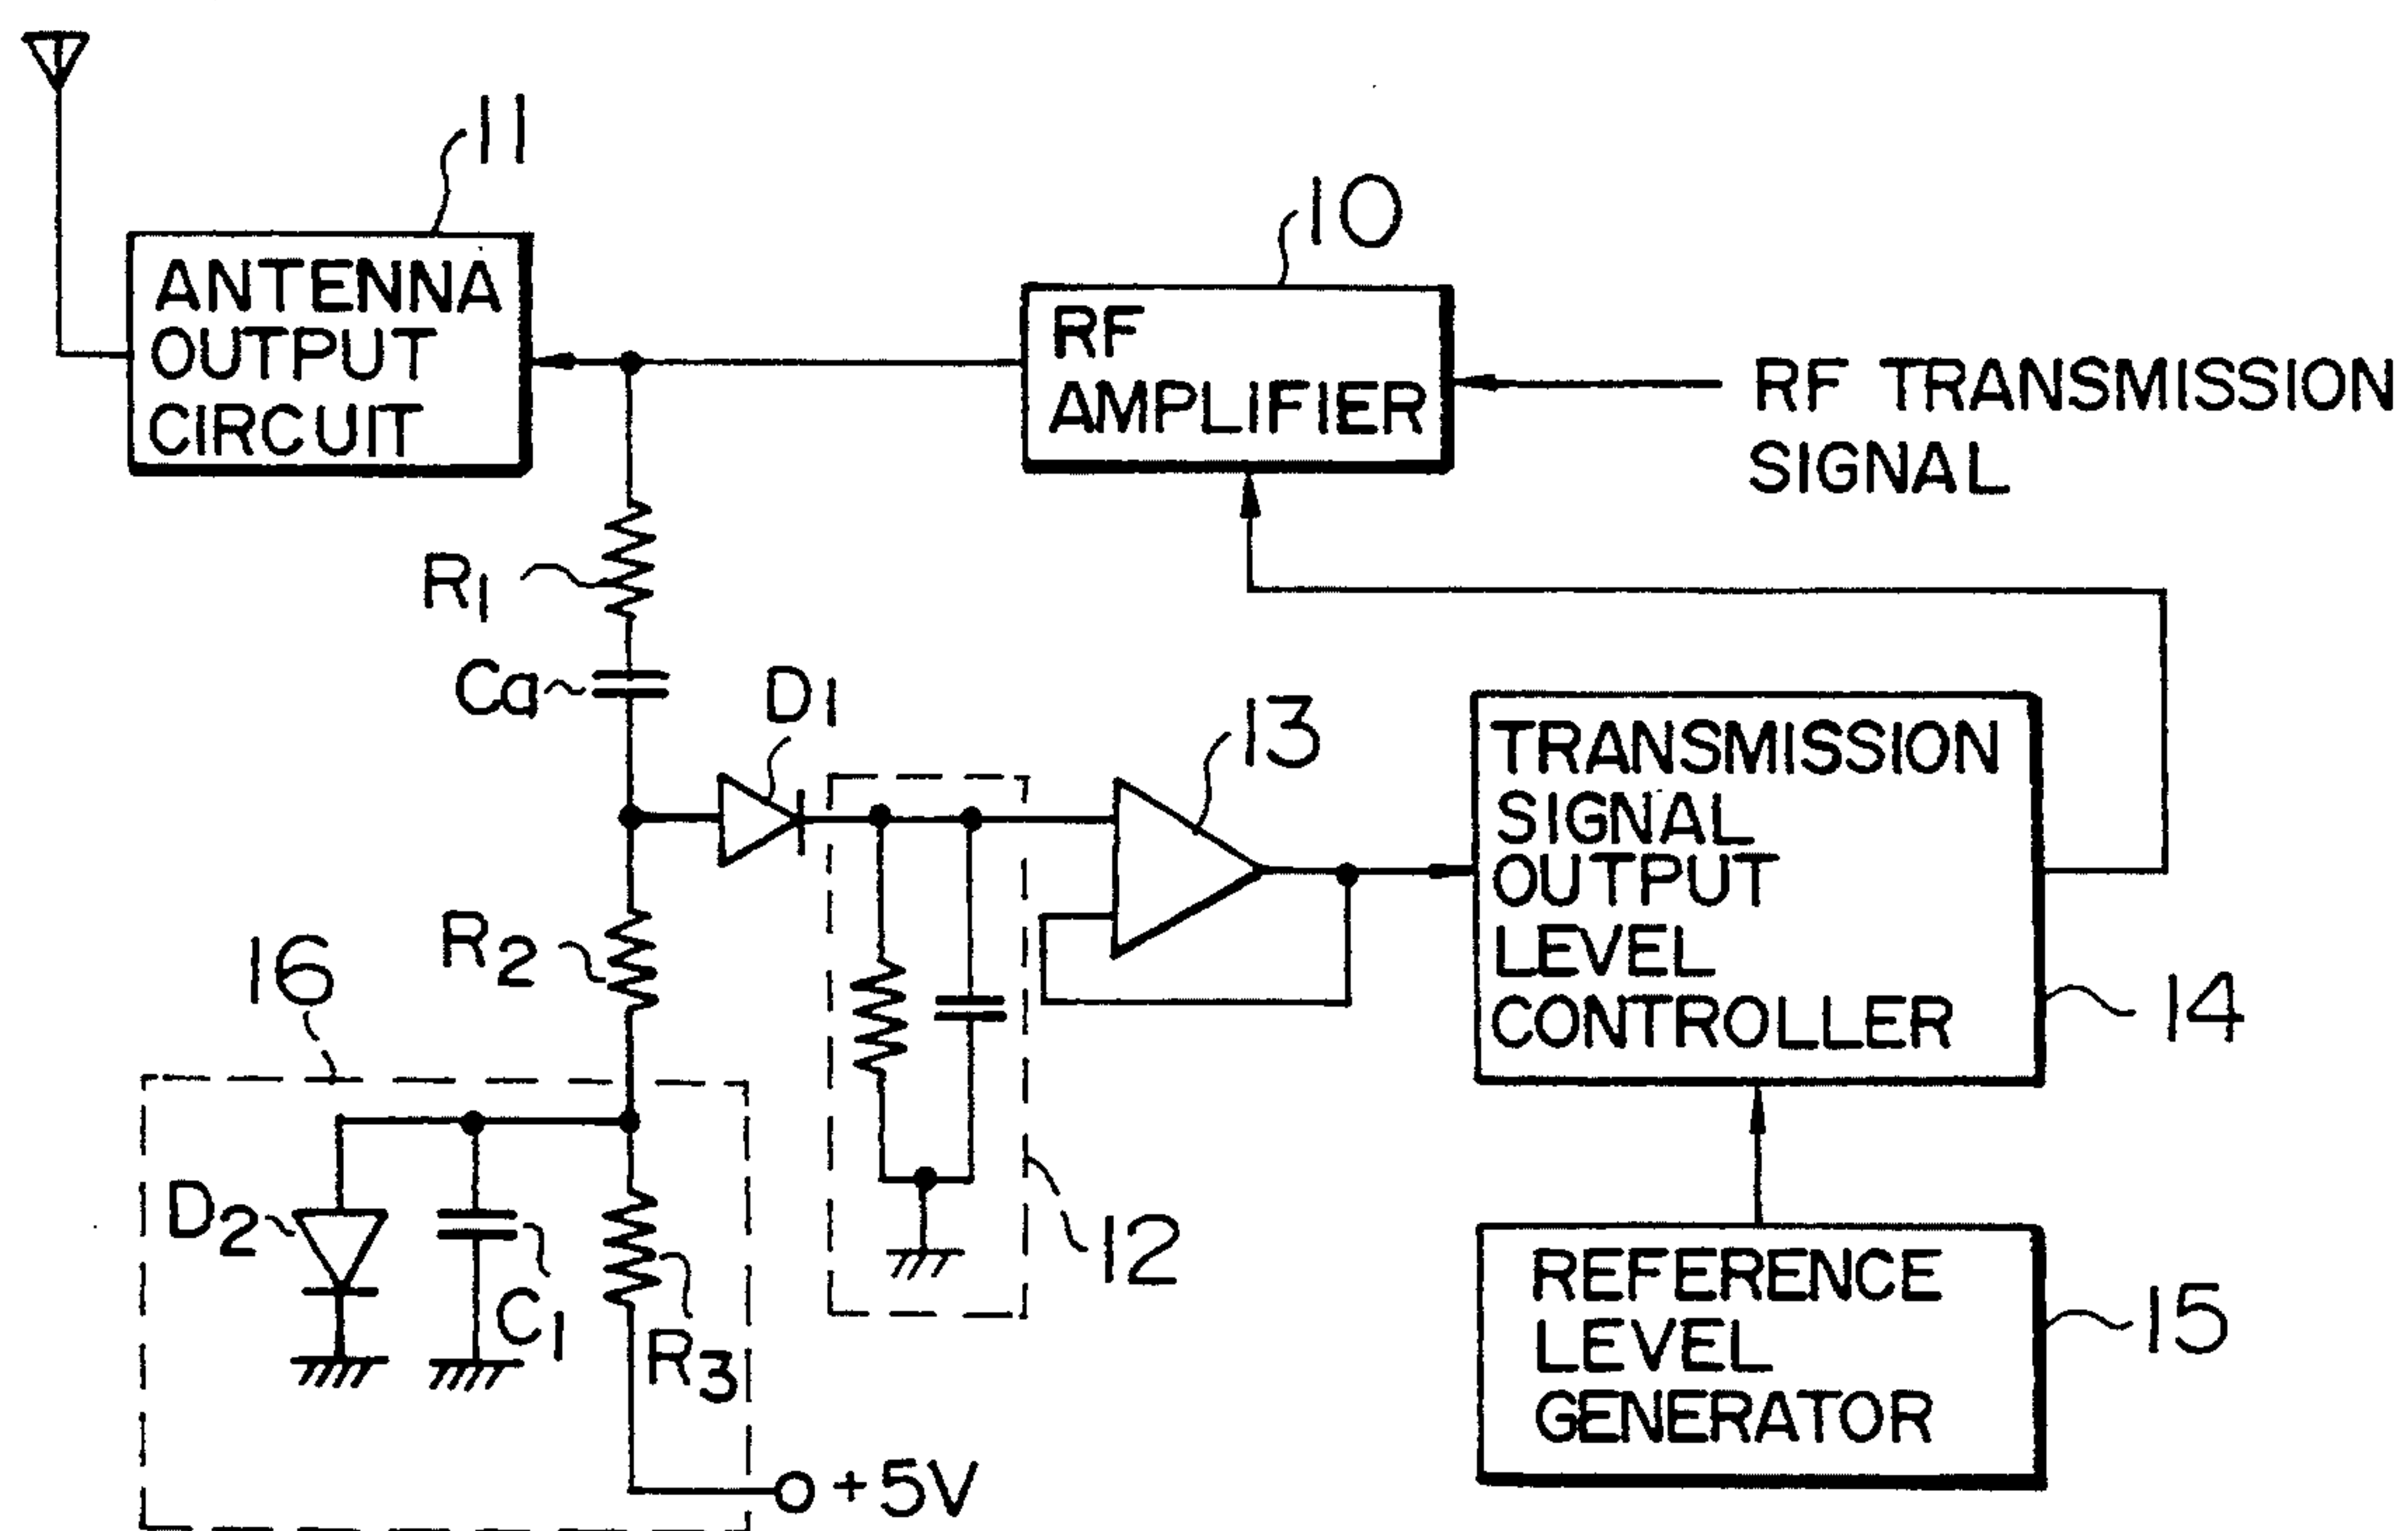 11
10
ANTENNA
OUTPUT
CIRCUIT
RF
AMPLIFIER
RF TRANSMISSION
SIGNAL
R1
Ca
D1
13
TRANSMISSION
SIGNAL
OUTPUT
LEVEL
CONTROLLER
R2
16
14
D2
C1
R3
12
REFERENCE
LEVEL
GENERATOR
15
+5V